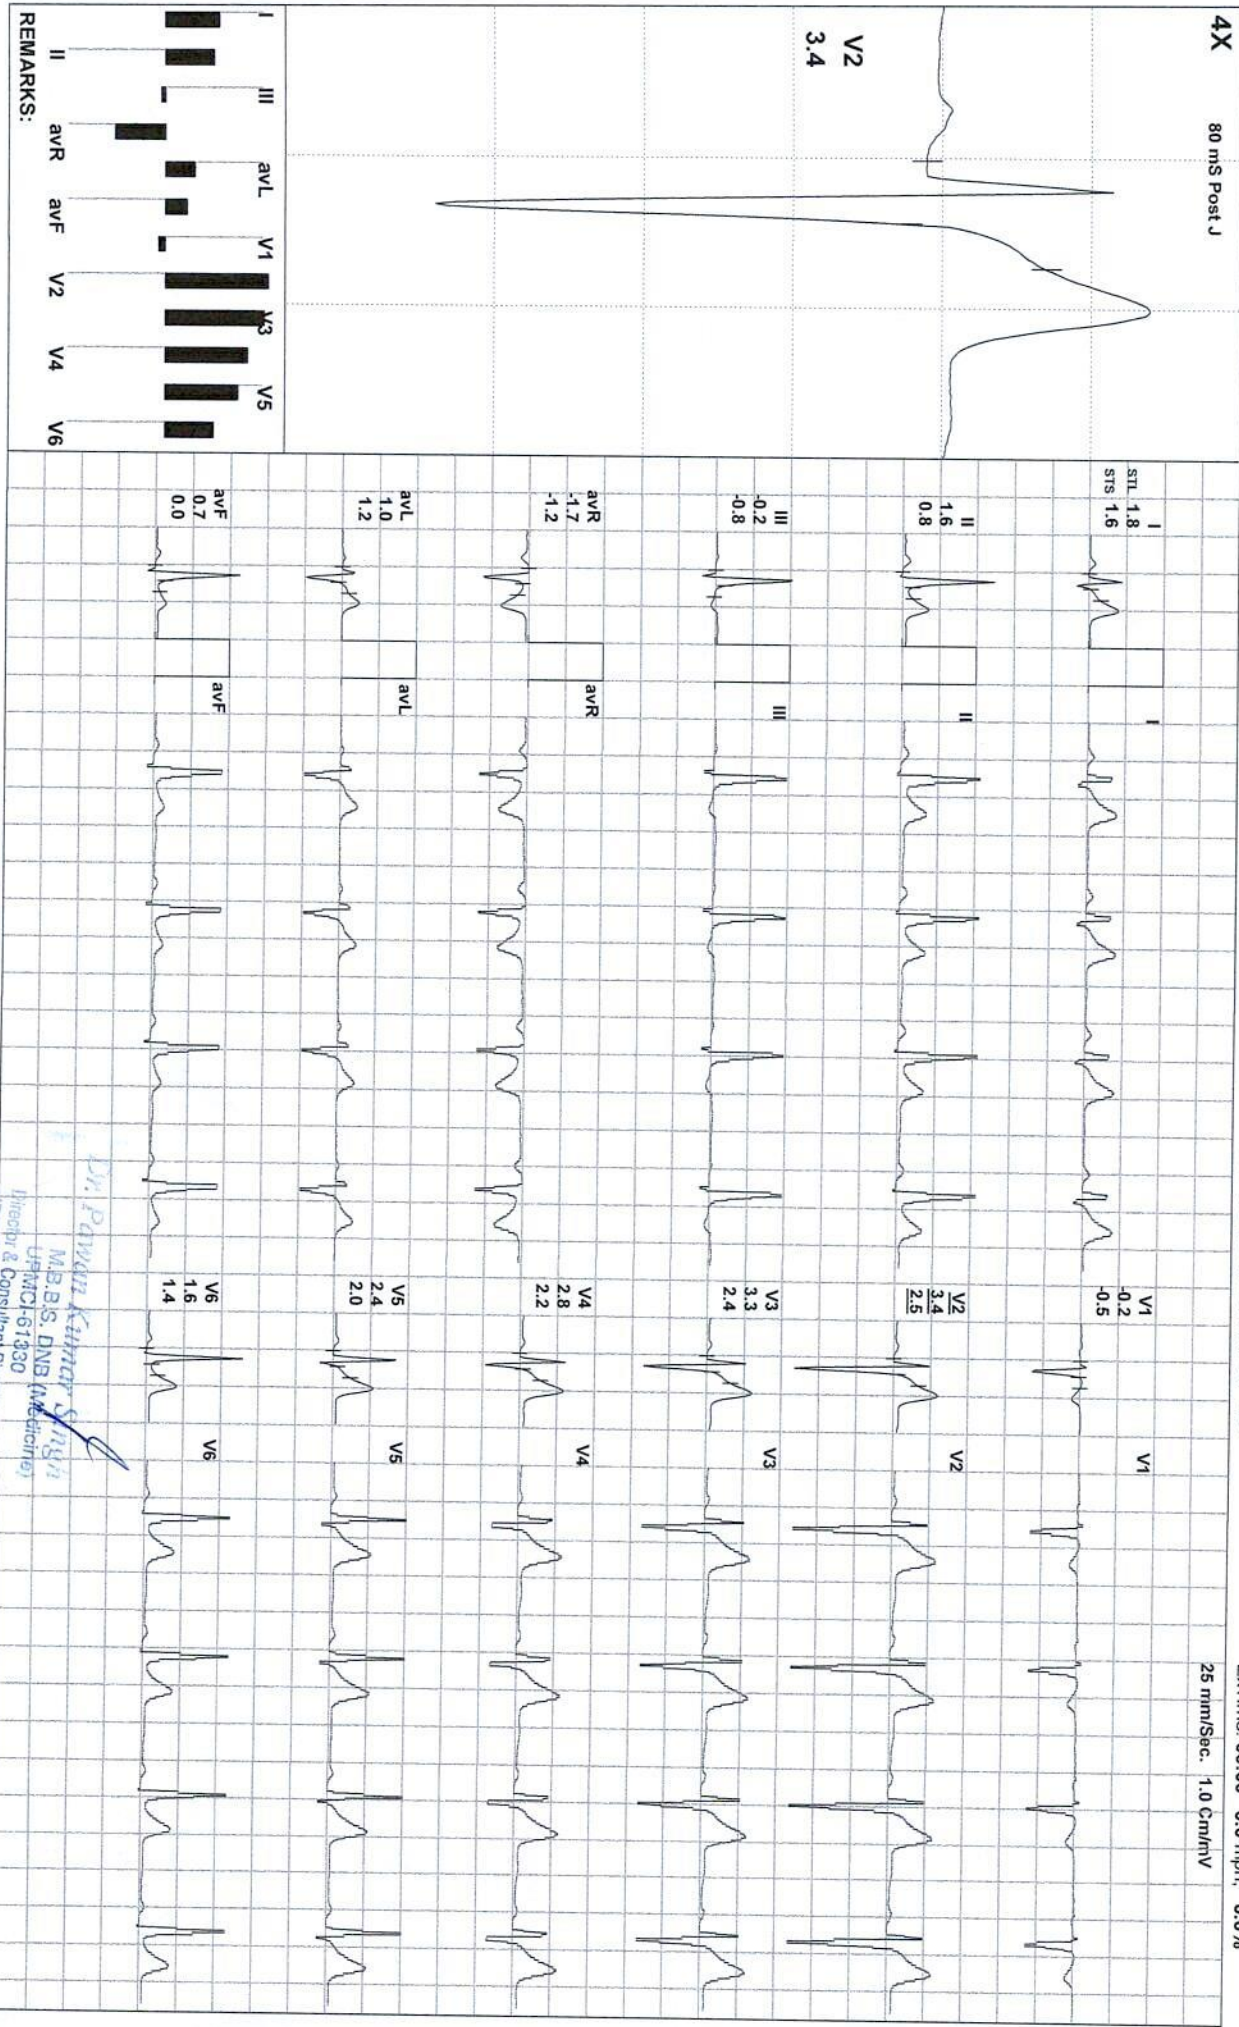 4X
80 mS Post J
25 mm/Sec. 1.0 Cm/mV
V2
3.4
I
III
avL
V1
V3
V5
II
avR
avF
V2
V4
V6
REMARKS:
I
STL 1.8
STS 1.6
I
V1
-0.2
-0.5
V1
II
1.6
0.8
II
V2
3.4
2.5
V2
III
-0.2
-0.8
III
V3
3.3
2.4
V3
avR
-1.7
-1.2
avR
V4
2.8
2.2
V4
avL
1.0
1.2
avL
V5
2.4
2.0
V5
avF
0.7
0.0
avF
V6
1.6
1.4
V6
Dr. Pawan Kumar Singh
M.B.B.S. DNB (Medicine)
UPMCI-61330
Director & Consultant